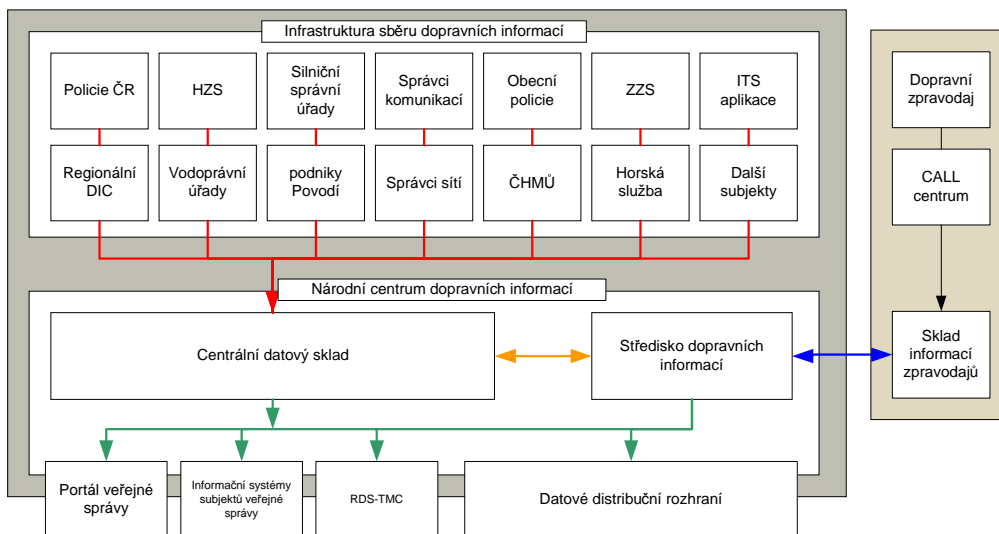 Infrastruktura sběru dopravních informací
Policie ČR
HZS
Silniční
správní
úřady
Správci
komunikací
Obecní
policie
ZZS
ITS
aplikace
Dopravní
zpravodaj
Regionální
DIC
Vodoprávní
úřady
podniky
Povodí
Správci sítí
ČHMÚ
Horská
služba
Další
subjekty
CALL
centrum
Národní centrum dopravních informací
Centrální datový sklad
Středisko dopravních
informací
Sklad
informací
zpravodajů
Portál veřejné
správy
Informační systémy
subjektů veřejné
správy
RDS-TMC
Datové distribuční rozhraní